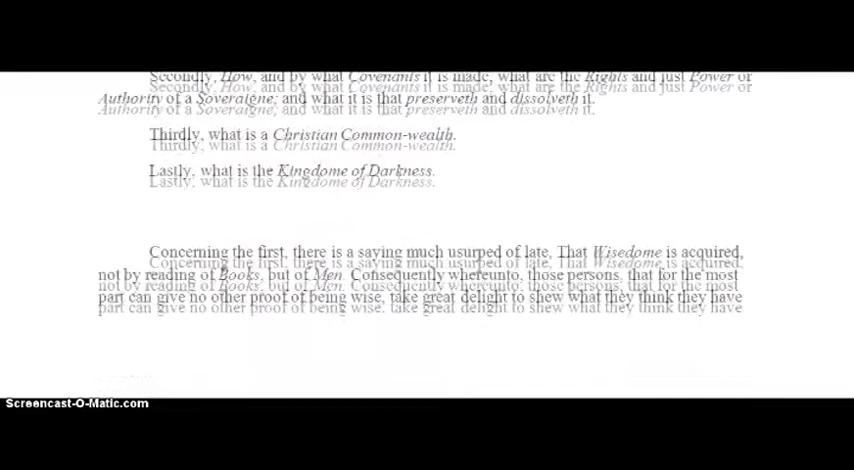 Secondly, How, and by what Covenants it is made; what are the Rights and just Power or
Authority of a Soveraigne; and what it is that preserveth and dissolveth it.
Thirdly, what is a Christian Common-wealth.
Lastly, what is the Kingdome of Darkness.
Concerning the first, there is a saying much usurped of late, That Wisedome is acquired,
not by reading of Books, but of Men. Consequently whereunto, those persons, that for the most
part can give no other proof of being wise, take great delight to shew what they think they have
Screencast-O-Matic.com